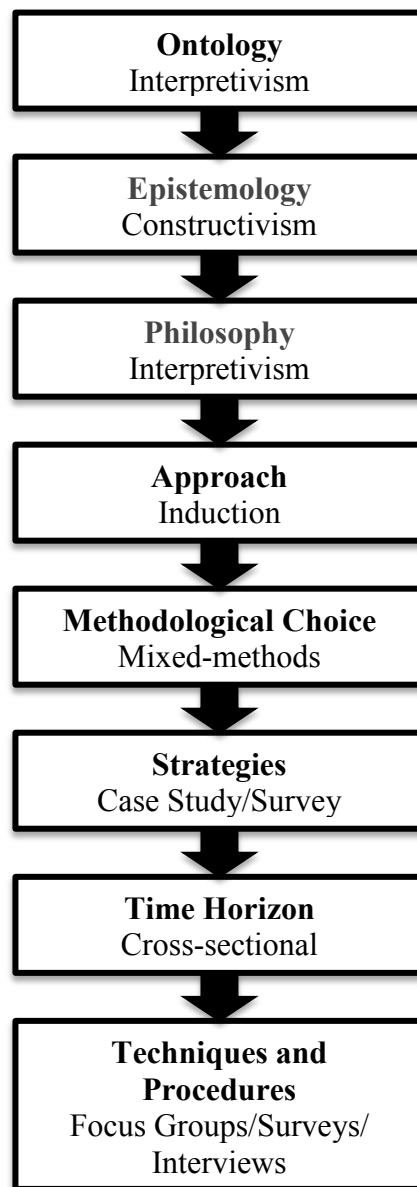 Ontology
Interpretivism
Epistemology
Constructivism
Philosophy
Interpretivism
Approach
Induction
Methodological Choice
Mixed-methods
Strategies
Case Study/Survey
Time Horizon
Cross-sectional
Techniques and
Procedures
Focus Groups/Surveys/
Interviews